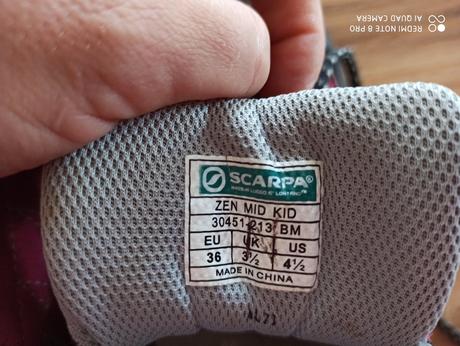 REDMI NOTE 8 PRO
AI QUAD CAMERA
SCARPA®
ZEN MID KID
30451-213 BM
EU UK US
36 3½ 4½
MADE IN CHINA